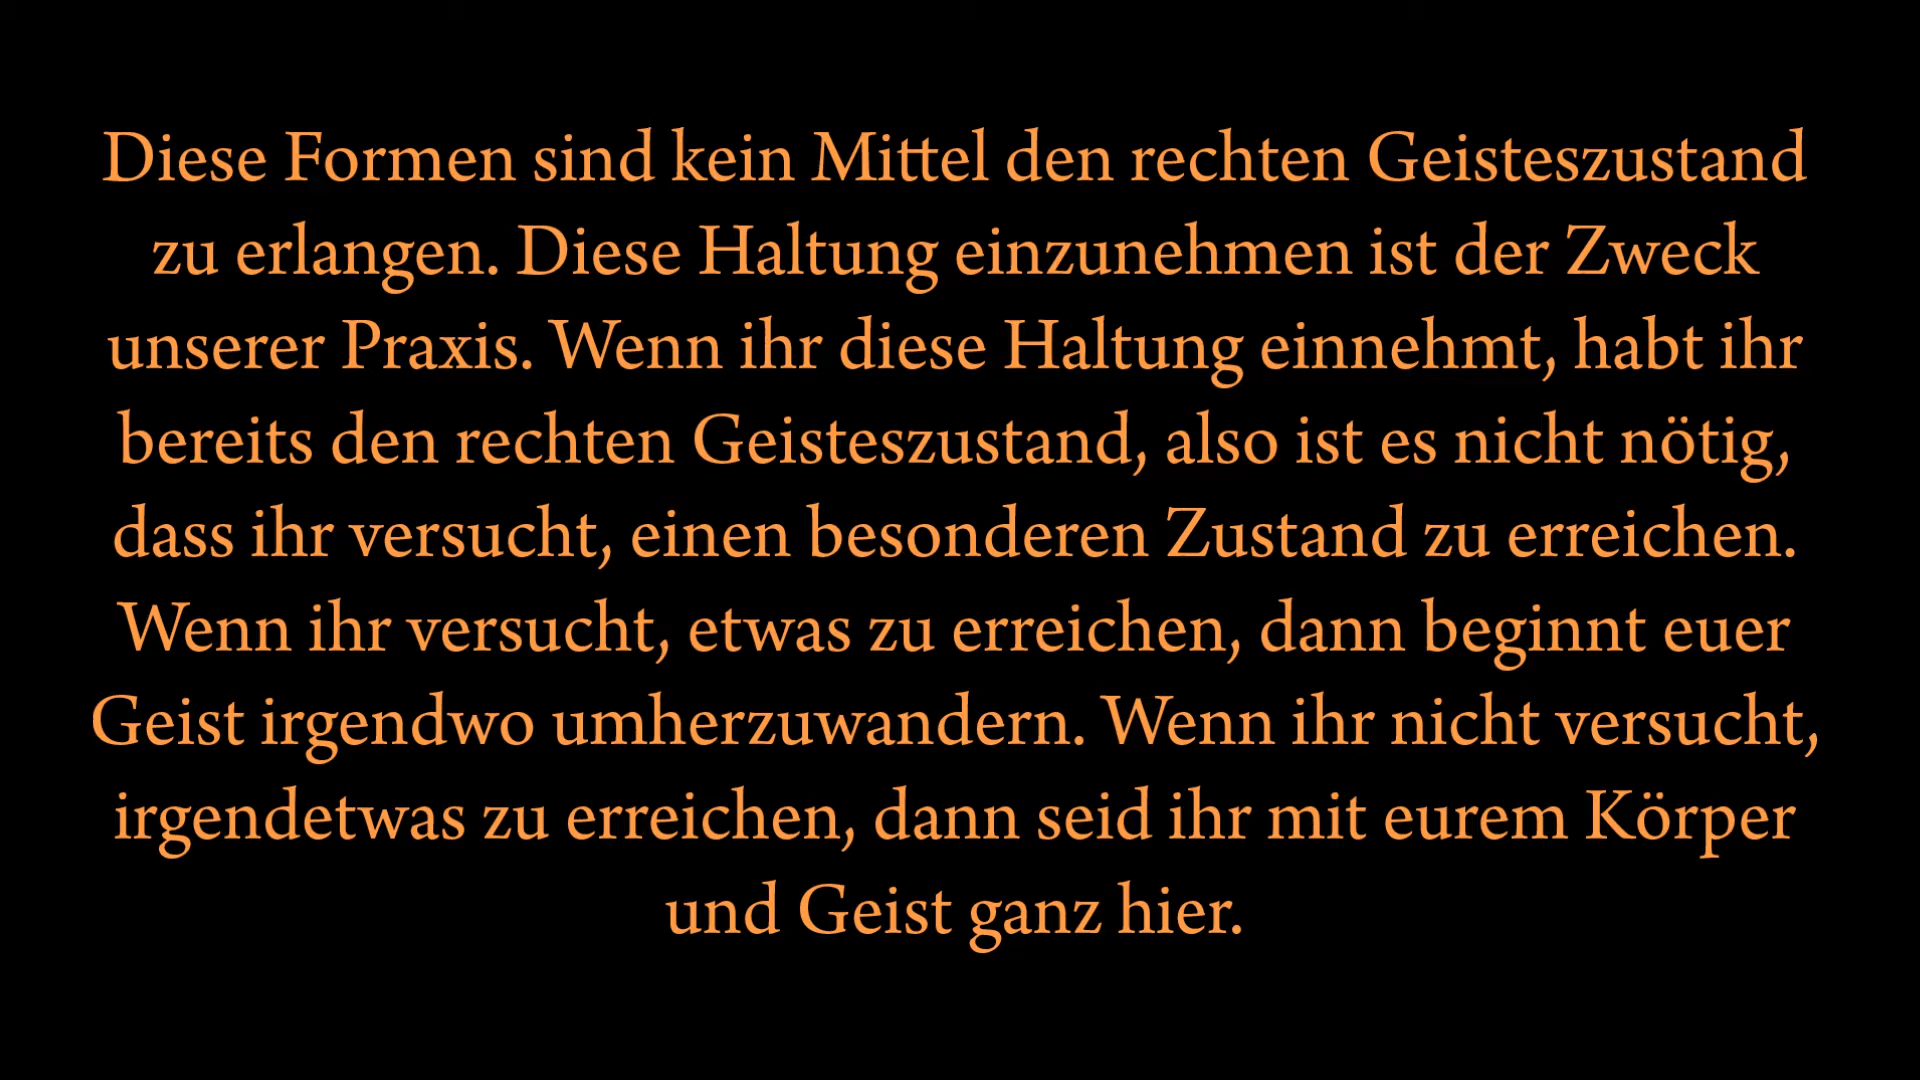 Diese Formen sind kein Mittel den rechten Geisteszustand
zu erlangen. Diese Haltung einzunehmen ist der Zweck
unserer Praxis. Wenn ihr diese Haltung einnehmt, habt ihr
bereits den rechten Geisteszustand, also ist es nicht nötig,
dass ihr versucht, einen besonderen Zustand zu erreichen.
Wenn ihr versucht, etwas zu erreichen, dann beginnt euer
Geist irgendwo umherzuwandern. Wenn ihr nicht versucht,
irgendetwas zu erreichen, dann seid ihr mit eurem Körper
und Geist ganz hier.